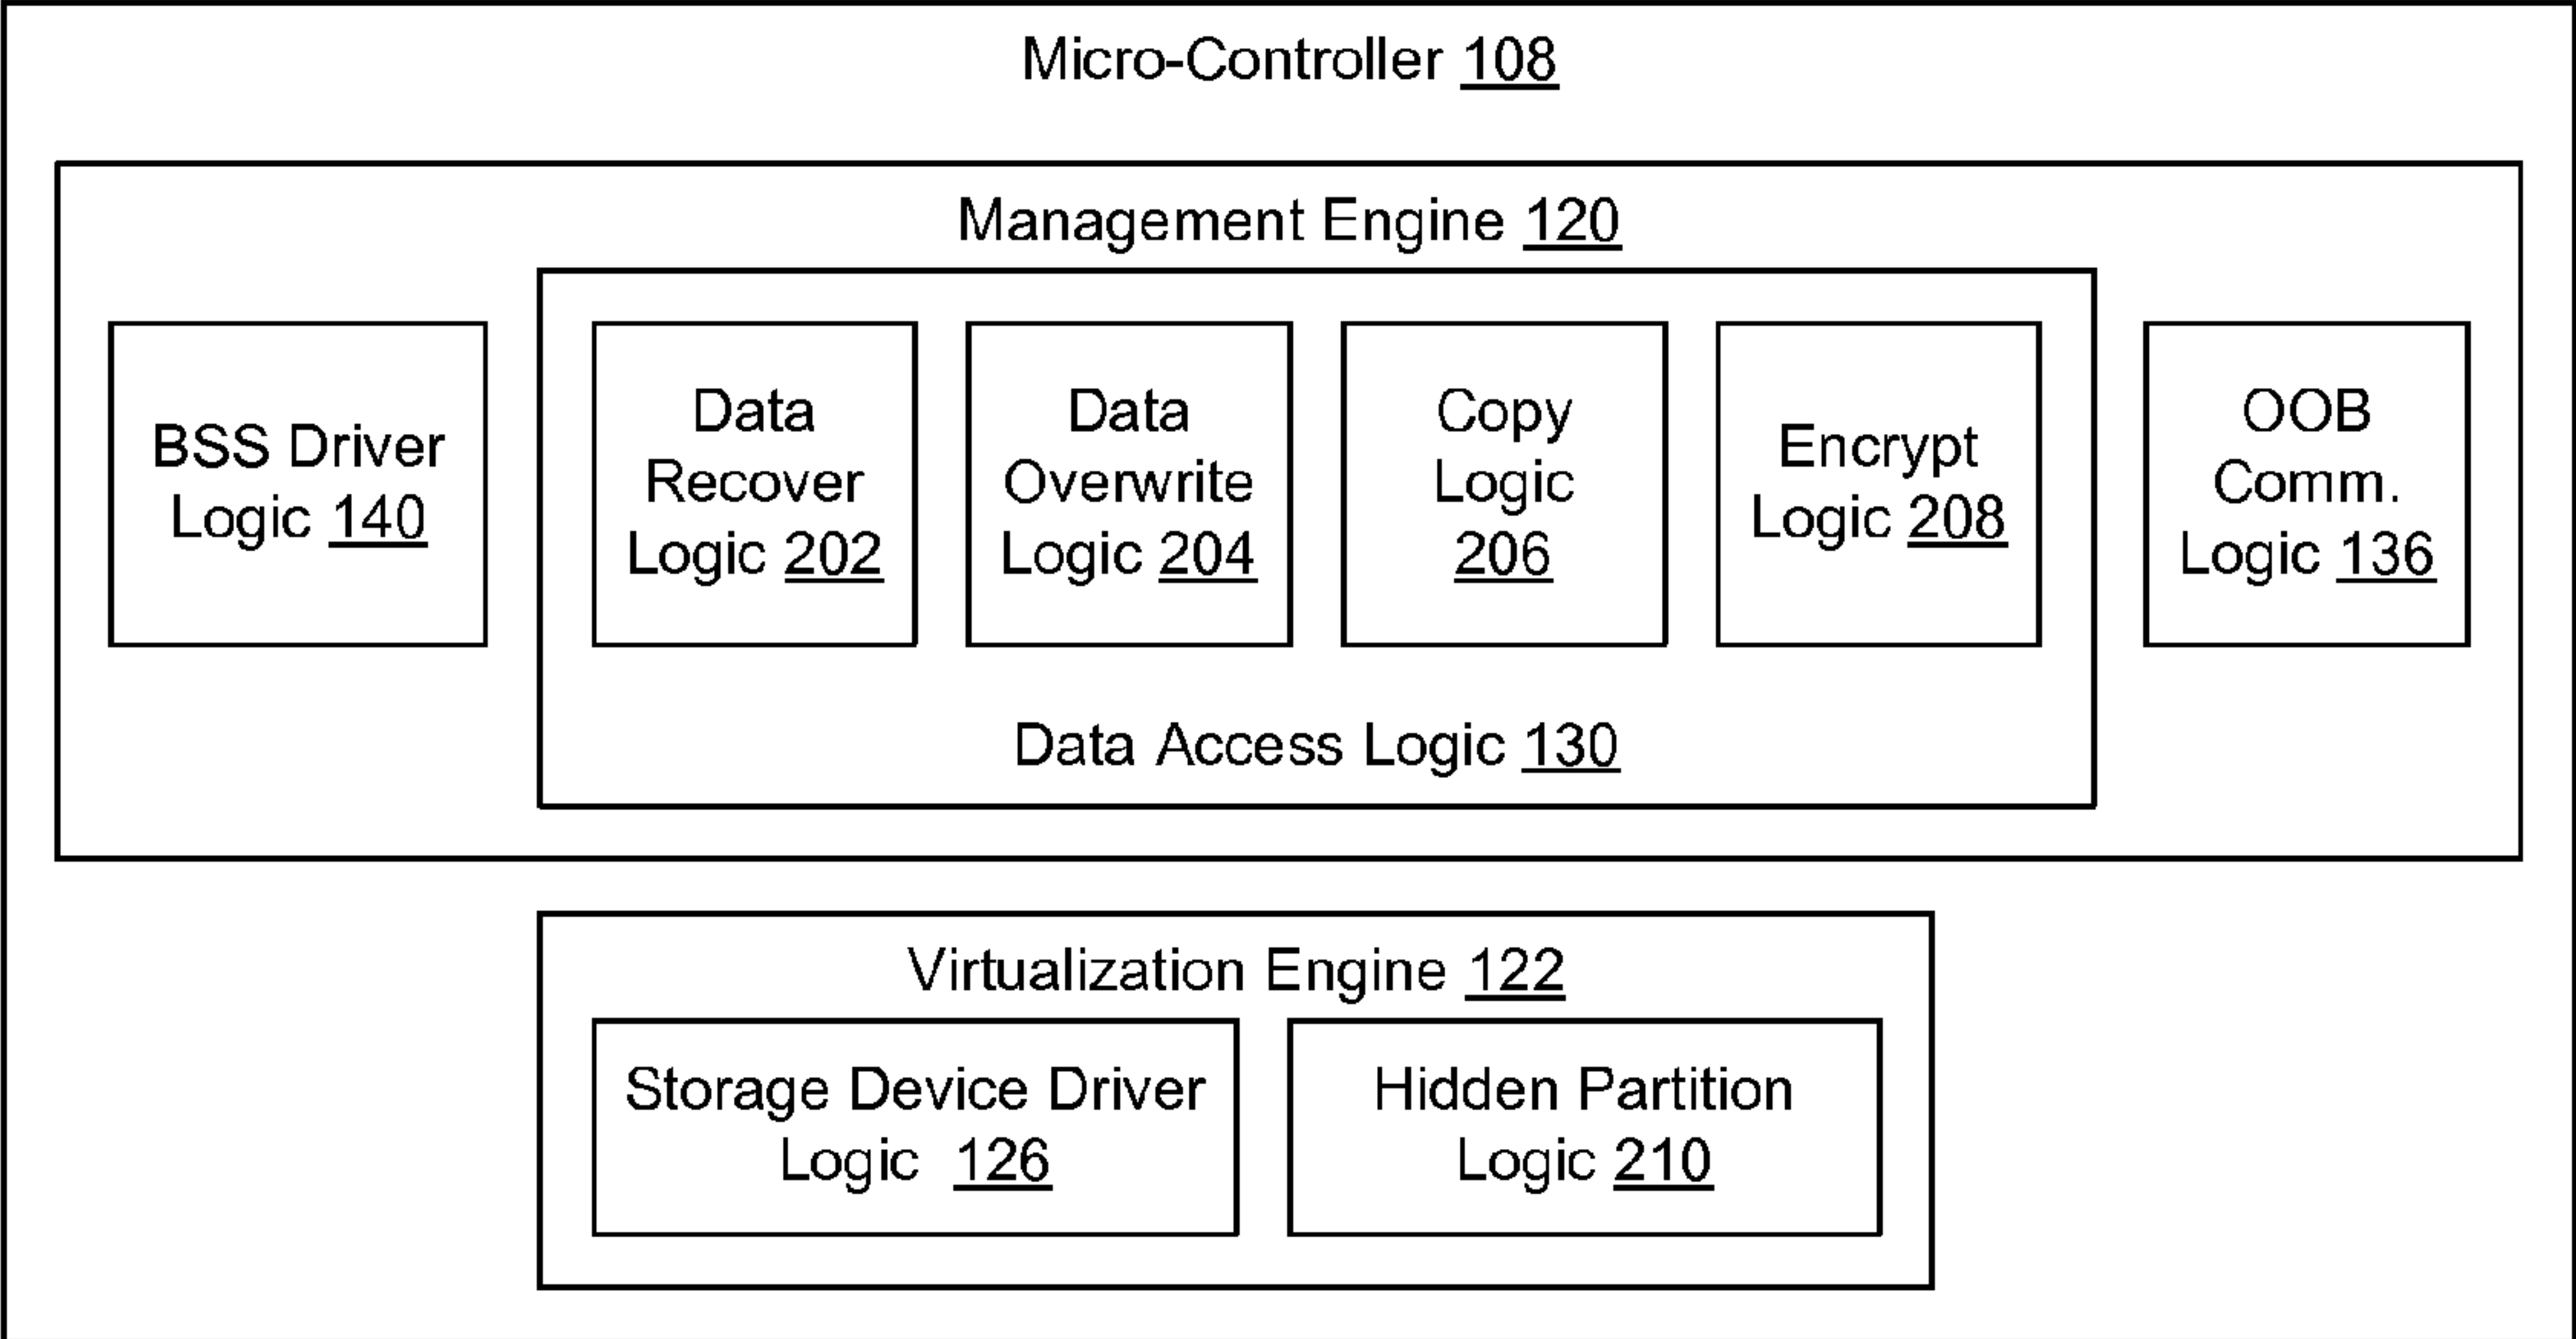 Micro-Controller 108
Management Engine 120
BSS Driver
Logic 140
Data
Recover
Logic 202
Data
Overwrite
Logic 204
Copy
Logic
206
Encrypt
Logic 208
OOB
Comm.
Logic 136
Data Access Logic 130
Virtualization Engine 122
Storage Device Driver
Logic 126
Hidden Partition
Logic 210